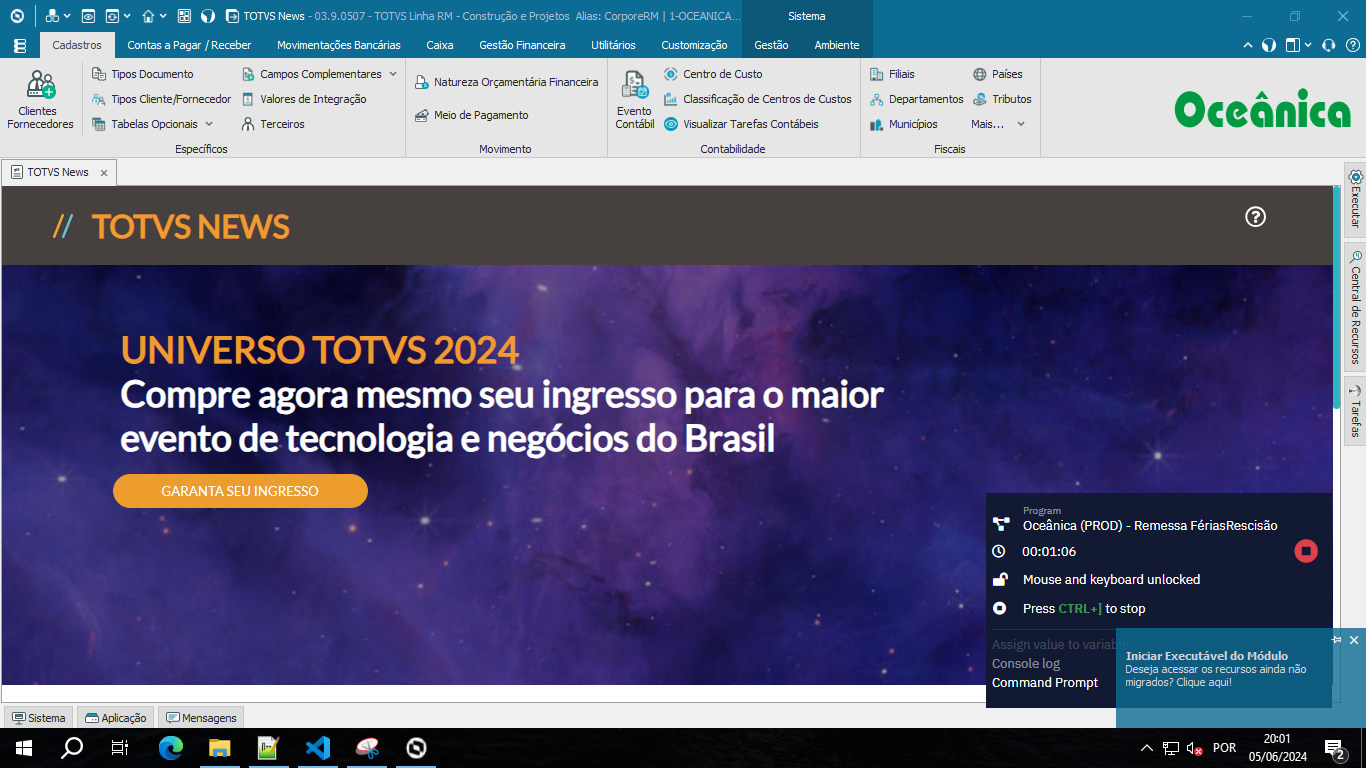 TOTVS News - 03.9.0507 - TOTVS Linha RM - Construção e Projetos Alias: CorporeRM | 1-OCEANICA...
Sistema
Cadastros
Contas a Pagar / Receber
Movimentações Bancárias
Caixa
Gestão Financeira
Utilitários
Customização
Gestão
Ambiente
Clientes
Fornecedores
Tipos Documento
Tipos Cliente/Fornecedor
Tabelas Opcionais
Campos Complementares
Valores de Integração
Terceiros
Específicos
Natureza Orçamentária Financeira
Meio de Pagamento
Movimento
Evento
Contábil
Centro de Custo
Classificação de Centros de Custos
Visualizar Tarefas Contábeis
Contabilidade
Filiais
Departamentos
Municípios
Países
Tributos
Mais...
Fiscais
Oceânica
TOTVS News
Executar
Central de Recursos
Tarefas
// TOTVS NEWS
UNIVERSO TOTVS 2024
Compre agora mesmo seu ingresso para o maior
evento de tecnologia e negócios do Brasil
GARANTA SEU INGRESSO
Program
Oceânica (PROD) - Remessa FériasRescisão
00:01:06
Mouse and keyboard unlocked
Press CTRL+] to stop
Assign value to variable
Console log
Command Prompt
Iniciar Executável do Módulo
Deseja acessar os recursos ainda não
migrados? Clique aqui!
Sistema
Aplicação
Mensagens
POR
20:01
05/06/2024
2